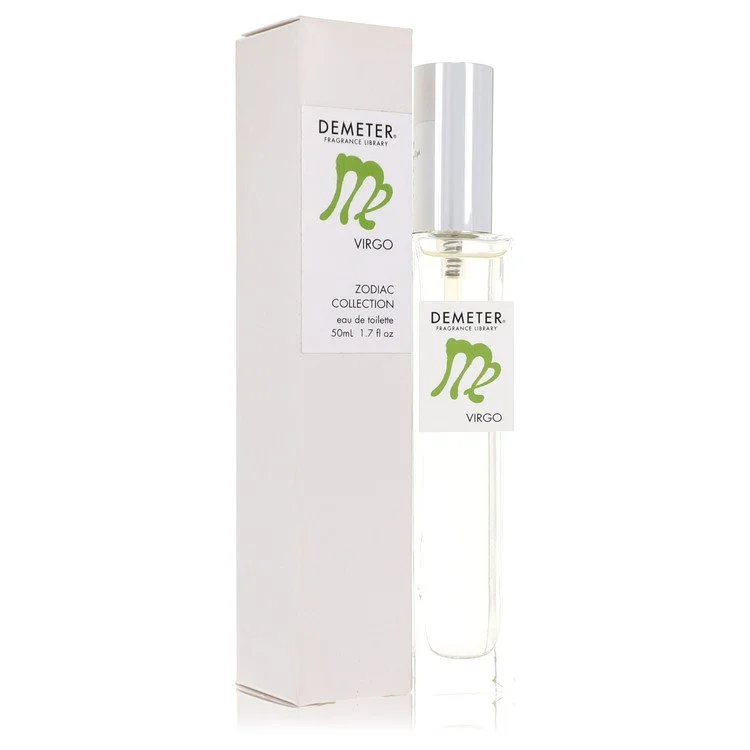 DEMETER®
FRAGRANCE LIBRARY
VIRGO
ZODIAC
COLLECTION
eau de toilette
50mL 1.7 fl oz
DEMETER®
FRAGRANCE LIBRARY
VIRGO